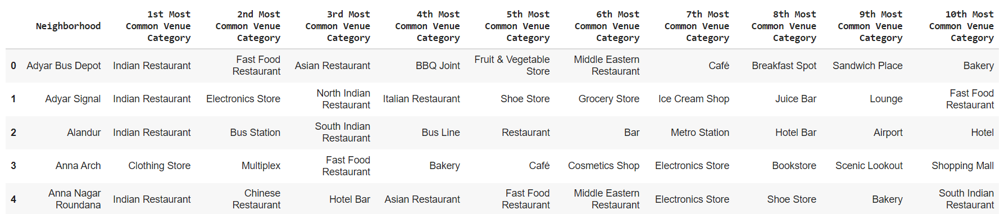 Neighborhood 1st Most Common Venue Category 2nd Most Common Venue Category 3rd Most Common Venue Category 4th Most Common Venue Category 5th Most Common Venue Category 6th Most Common Venue Category 7th Most Common Venue Category 8th Most Common Venue Category 9th Most Common Venue Category 10th Most Common Venue Category
0 Adyar Bus Depot Indian Restaurant Fast Food Restaurant Asian Restaurant BBQ Joint Fruit & Vegetable Store Middle Eastern Restaurant Café Breakfast Spot Sandwich Place Bakery
1 Adyar Signal Indian Restaurant Electronics Store North Indian Restaurant Italian Restaurant Shoe Store Grocery Store Ice Cream Shop Juice Bar Lounge Fast Food Restaurant
2 Alandur Indian Restaurant Bus Station South Indian Restaurant Bus Line Restaurant Bar Metro Station Hotel Bar Airport Hotel
3 Anna Arch Clothing Store Multiplex Fast Food Restaurant Bakery Café Cosmetics Shop Electronics Store Bookstore Scenic Lookout Shopping Mall
4 Anna Nagar Roundana Indian Restaurant Chinese Restaurant Hotel Bar Asian Restaurant Fast Food Restaurant Middle Eastern Restaurant Electronics Store Shoe Store Bakery South Indian Restaurant